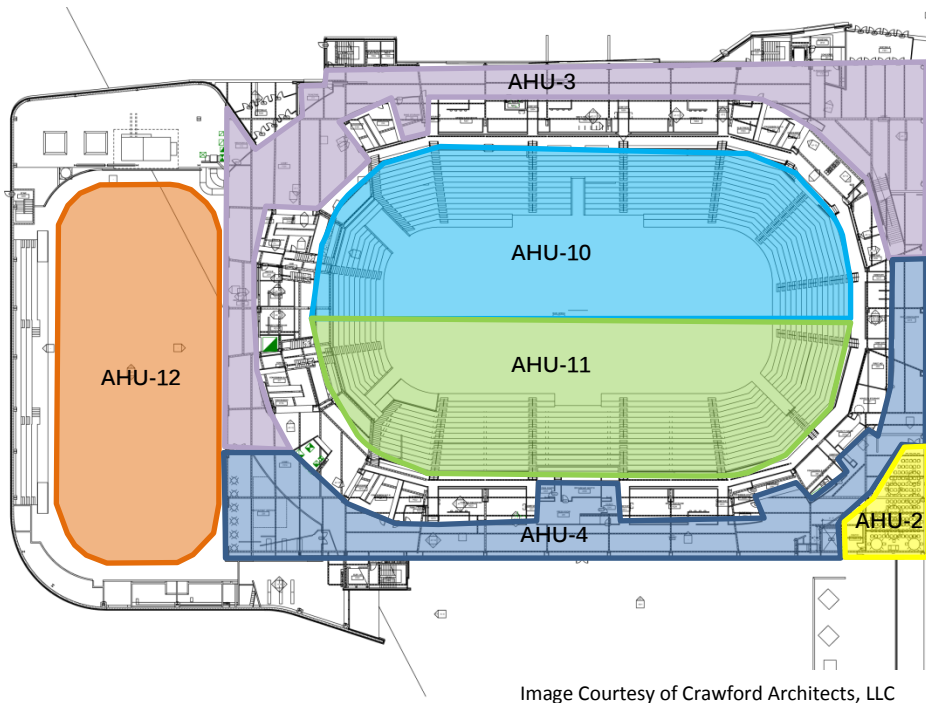 AHU-3
AHU-10
AHU-11
AHU-12
AHU-2
AHU-4
Image Courtesy of Crawford Architects, LLC